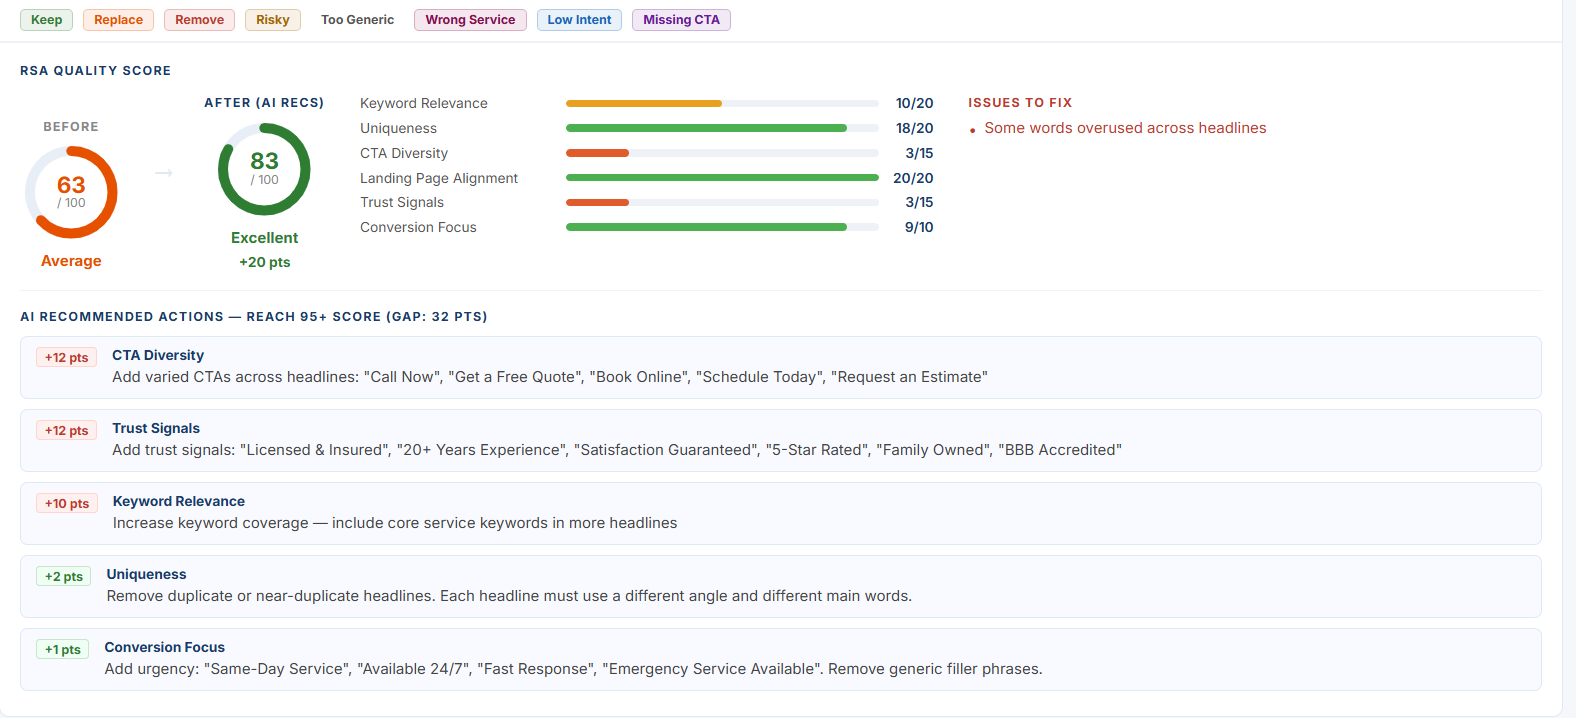 Keep Replace Remove Risky Too Generic Wrong Service Low Intent Missing CTA
RSA QUALITY SCORE
BEFORE
63
/ 100
Average
→
AFTER (AI RECS)
83
/ 100
Excellent
+20 pts
Keyword Relevance 10/20
Uniqueness 18/20
CTA Diversity 3/15
Landing Page Alignment 20/20
Trust Signals 3/15
Conversion Focus 9/10
ISSUES TO FIX
• Some words overused across headlines
AI RECOMMENDED ACTIONS — REACH 95+ SCORE (GAP: 32 PTS)
+12 pts CTA Diversity
Add varied CTAs across headlines: "Call Now", "Get a Free Quote", "Book Online", "Schedule Today", "Request an Estimate"
+12 pts Trust Signals
Add trust signals: "Licensed & Insured", "20+ Years Experience", "Satisfaction Guaranteed", "5-Star Rated", "Family Owned", "BBB Accredited"
+10 pts Keyword Relevance
Increase keyword coverage — include core service keywords in more headlines
+2 pts Uniqueness
Remove duplicate or near-duplicate headlines. Each headline must use a different angle and different main words.
+1 pts Conversion Focus
Add urgency: "Same-Day Service", "Available 24/7", "Fast Response", "Emergency Service Available". Remove generic filler phrases.